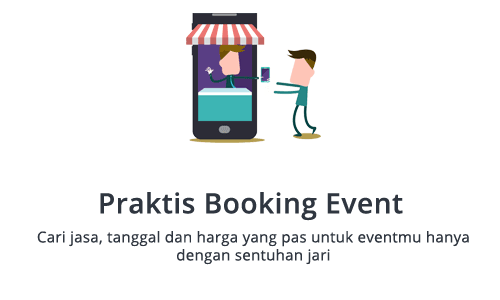 Praktis Booking Event
Cari jasa, tanggal dan harga yang pas untuk eventmu hanya
dengan sentuhan jari